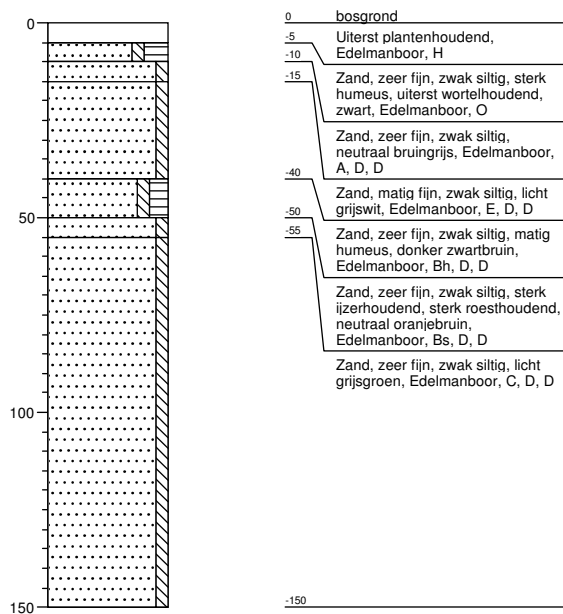 0
50
100
150
0
bosgrond
-5
Uiterst plantenhoudend,
Edelmanboor, H
-10
Zand, zeer fijn, zwak siltig, sterk
humeus, uiterst wortelhoudend,
zwart, Edelmanboor, O
-15
Zand, zeer fijn, zwak siltig,
neutraal bruingrijs, Edelmanboor,
A, D, D
-40
Zand, matig fijn, zwak siltig, licht
grijswit, Edelmanboor, E, D, D
-50
Zand, zeer fijn, zwak siltig, matig
humeus, donker zwartbruin,
Edelmanboor, Bh, D, D
-55
Zand, zeer fijn, zwak siltig, sterk
ijzerhoudend, sterk roesthoudend,
neutraal oranjebruin,
Edelmanboor, Bs, D, D
Zand, zeer fijn, zwak siltig, licht
grijsgroen, Edelmanboor, C, D, D
-150